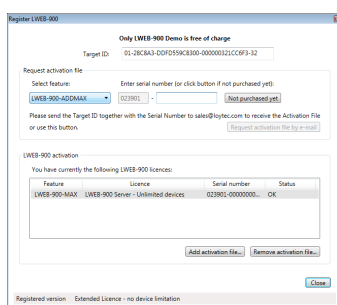 Register LWEB-900
Only LWEB-900 Demo is free of charge
Target ID: 01-28C8A3-DDFD559C8300-000000321CC6F3-32
Request activation file
Select feature: Enter serial number (or click button if not purchased yet):
LWEB-900-ADDMAX 023901 - Not purchased yet
Please send the Target ID together with the Serial Number to sales@loytec.com to receive the Activation File
or use this button. Request activation file by e-mail
LWEB-900 activation
You have currently the following LWEB-900 licences:
Feature Licence Serial number Status
LWEB-900-MAX LWEB-900 Server - Unlimited devices 023901-00000000... OK
Add activation file... Remove activation file...
Close
Registered version Extended Licence - no device limitation